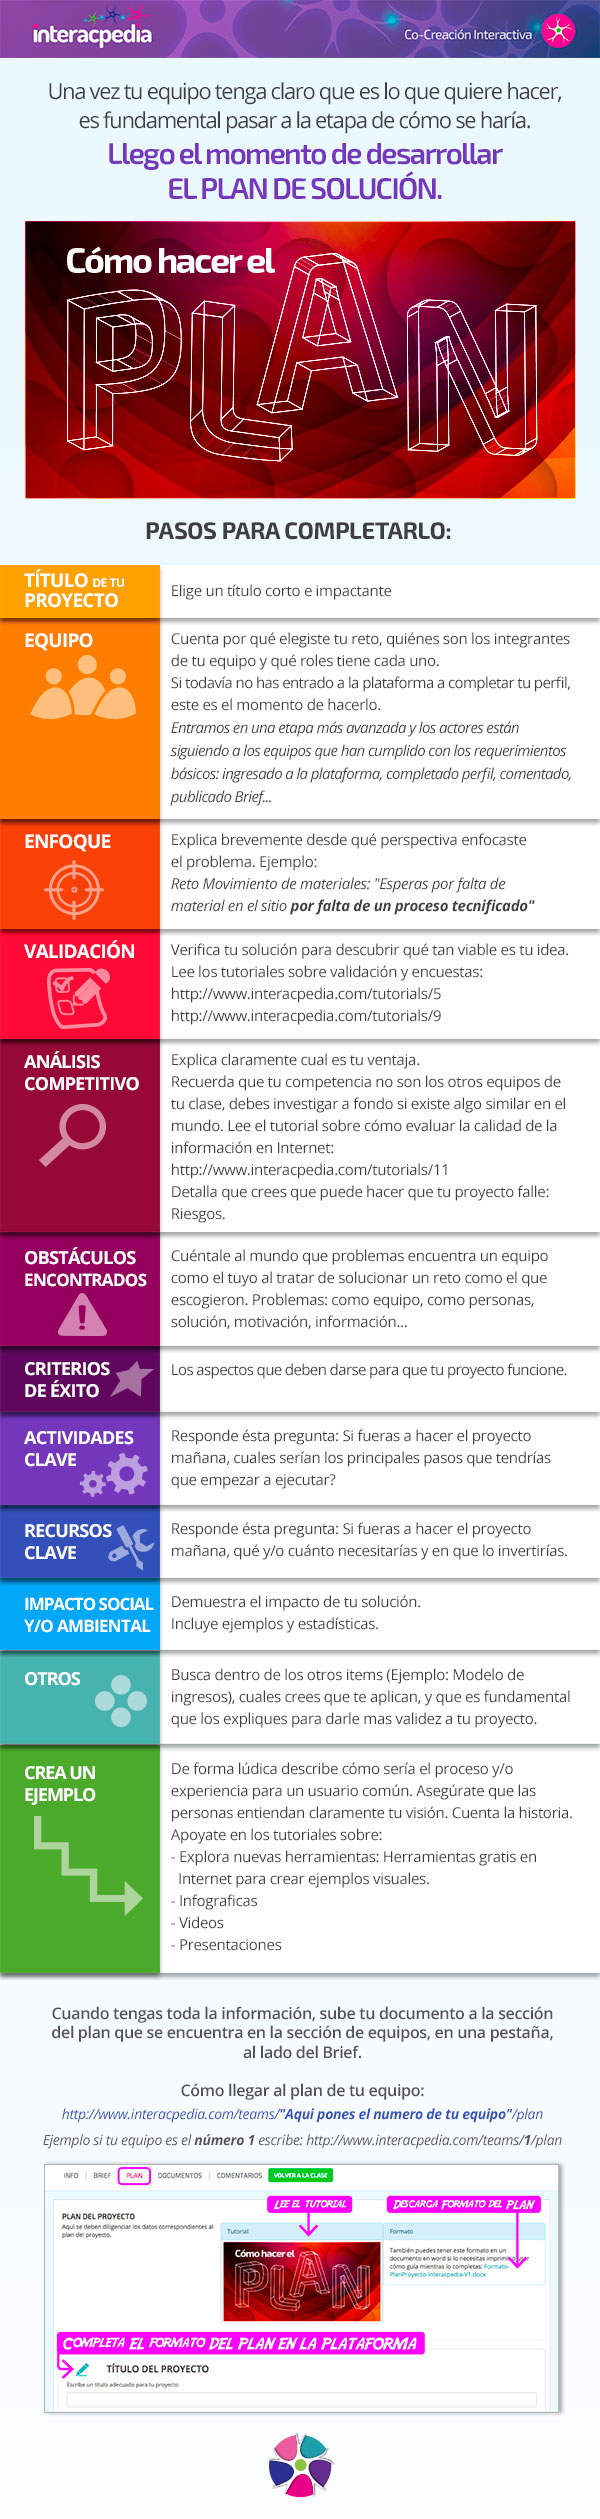 interacpedia
Co-Creación Interactiva
Una vez tu equipo tenga claro que es lo que quiere hacer,
es fundamental pasar a la etapa de cómo se haría.
Llego el momento de desarrollar
EL PLAN DE SOLUCIÓN.
Cómo hacer el
PLAN
PASOS PARA COMPLETARLO:
TÍTULO DE TU
PROYECTO
Elige un título corto e impactante
EQUIPO
Cuenta por qué elegiste tu reto, quiénes son los integrantes
de tu equipo y qué roles tiene cada uno.
Si todavía no has entrado a la plataforma a completar tu perfil,
este es el momento de hacerlo.
Entramos en una etapa más avanzada y los actores están
siguiendo a los equipos que han cumplido con los requerimientos
básicos: ingresado a la plataforma, completado perfil, comentado,
publicado Brief...
ENFOQUE
Explica brevemente desde qué perspectiva enfocaste
el problema. Ejemplo:
Reto Movimiento de materiales: "Esperas por falta de
material en el sitio por falta de un proceso tecnificado"
VALIDACIÓN
Verifica tu solución para descubrir qué tan viable es tu idea.
Lee los tutoriales sobre validación y encuestas:
http://www.interacpedia.com/tutorials/5
http://www.interacpedia.com/tutorials/9
ANÁLISIS
COMPETITIVO
Explica claramente cual es tu ventaja.
Recuerda que tu competencia no son los otros equipos de
tu clase, debes investigar a fondo si existe algo similar en el
mundo. Lee el tutorial sobre cómo evaluar la calidad de la
información en Internet:
http://www.interacpedia.com/tutorials/11
Detalla que crees que puede hacer que tu proyecto falle:
Riesgos.
OBSTÁCULOS
ENCONTRADOS
Cuéntale al mundo que problemas encuentra un equipo
como el tuyo al tratar de solucionar un reto como el que
escogieron. Problemas: como equipo, como personas,
solución, motivación, información...
CRITERIOS
DE ÉXITO
Los aspectos que deben darse para que tu proyecto funcione.
ACTIVIDADES
CLAVE
Responde ésta pregunta: Si fueras a hacer el proyecto
mañana, cuales serían los principales pasos que tendrías
que empezar a ejecutar?
RECURSOS
CLAVE
Responde ésta pregunta: Si fueras a hacer el proyecto
mañana, qué y/o cuánto necesitarías y en que lo invertirías.
IMPACTO SOCIAL
Y/O AMBIENTAL
Demuestra el impacto de tu solución.
Incluye ejemplos y estadísticas.
OTROS
Busca dentro de los otros items (Ejemplo: Modelo de
ingresos), cuales crees que te aplican, y que es fundamental
que los expliques para darle mas validez a tu proyecto.
CREA UN
EJEMPLO
De forma lúdica describe cómo sería el proceso y/o
experiencia para un usuario común. Asegúrate que las
personas entiendan claramente tu visión. Cuenta la historia.
Apoyate en los tutoriales sobre:
- Explora nuevas herramientas: Herramientas gratis en
Internet para crear ejemplos visuales.
- Infograficas
- Videos
- Presentaciones
Cuando tengas toda la información, sube tu documento a la sección
del plan que se encuentra en la sección de equipos, en una pestaña,
al lado del Brief.
Cómo llegar al plan de tu equipo:
http://www.interacpedia.com/teams/"Aqui pones el numero de tu equipo"/plan
Ejemplo si tu equipo es el número 1 escribe: http://www.interacpedia.com/teams/1/plan
INFO | BRIEF | PLAN | DOCUMENTOS | COMENTARIOS | VOLVER A LA CLASE
LEE EL TUTORIAL
DESCARGA FORMATO DEL PLAN
PLAN DEL PROYECTO
Aquí se deben diligenciar los datos correspondientes al
plan del proyecto.
Tutorial
Formato
Cómo hacer el
PLAN
También puedes tener este formato en un
documento en word si lo necesitas imprimir
cómo guía mientras lo completas: Formato-
PlanProyecto-Interacpedia-V1.docx
COMPLETA EL FORMATO DEL PLAN EN LA PLATAFORMA
TÍTULO DEL PROYECTO
Escribe un título adecuado para tu proyecto